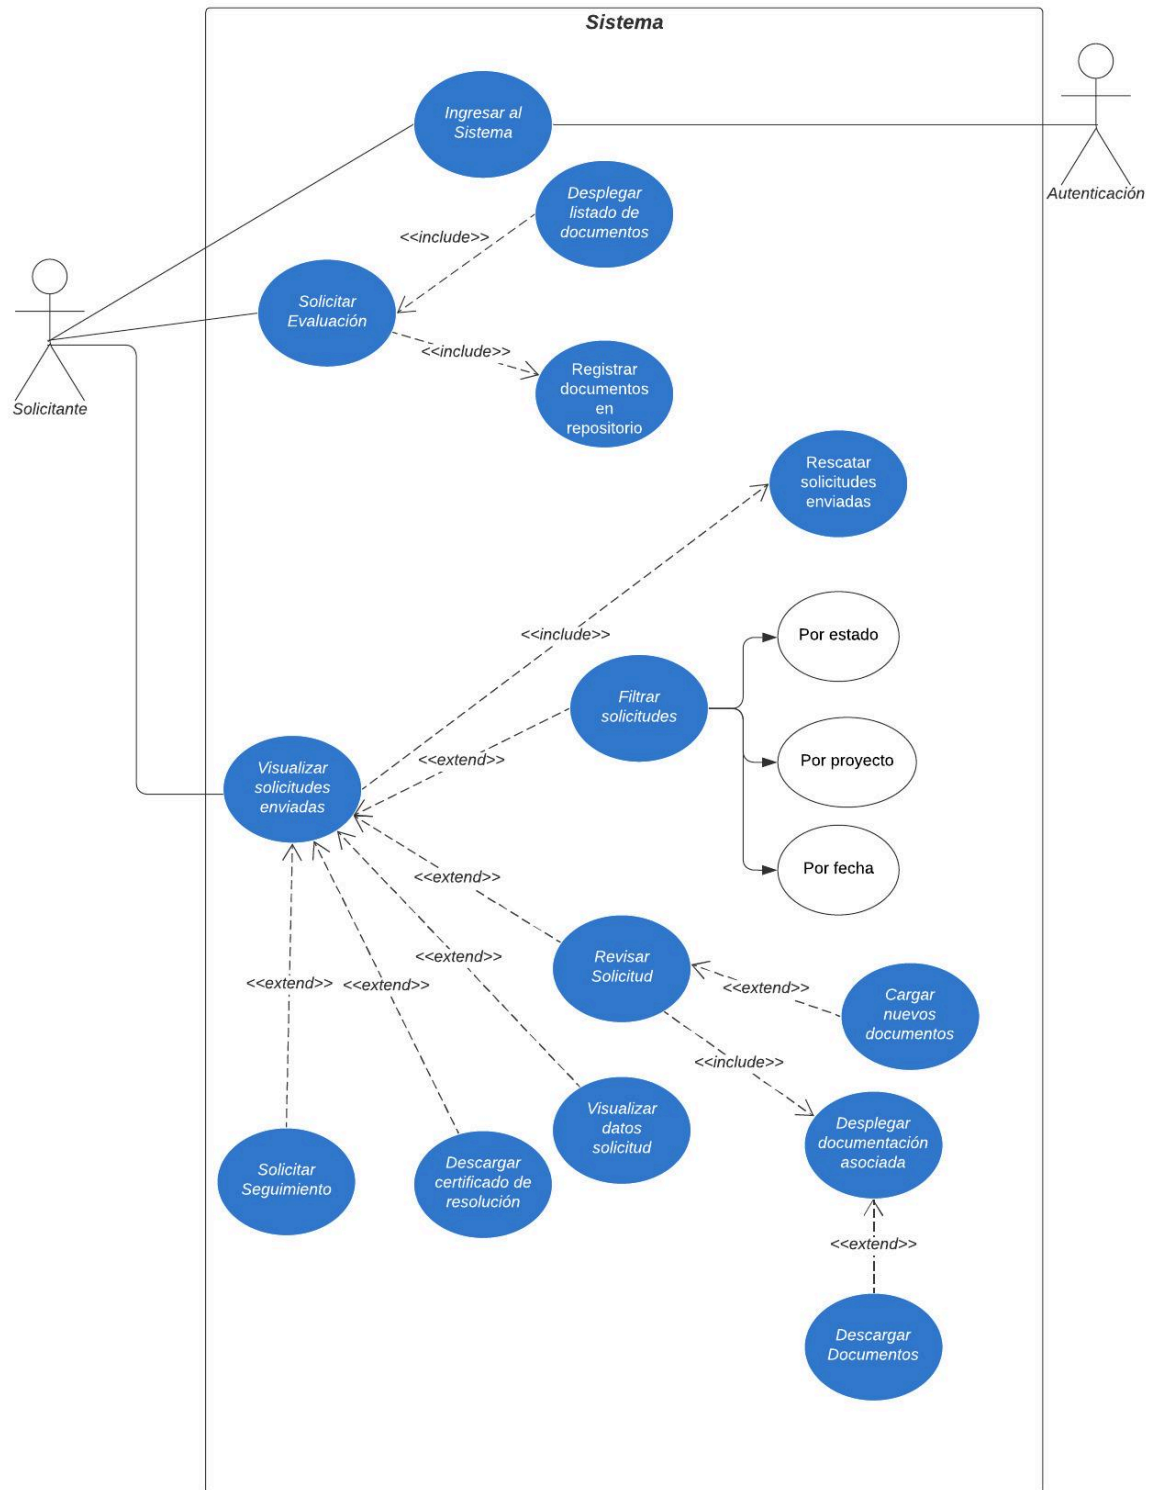 Sistema
Ingresar al
Sistema
Autenticación
Desplegar
listado de
documentos
<<include>>
Solicitar
Evaluación
<<include>>
Registrar
documentos
en
repositorio
Solicitante
Rescatar
solicitudes
enviadas
<<include>>
Por estado
Filtrar
solicitudes
<<extend>>
Por proyecto
Visualizar
solicitudes
enviadas
Por fecha
<<extend>>
<<extend>>
Revisar
Solicitud
<<extend>>
<<extend>>
<<extend>>
Cargar
nuevos
documentos
<<include>>
Visualizar
datos
solicitud
Desplegar
documentación
asociada
Solicitar
Seguimiento
Descargar
certificado de
resolución
<<extend>>
Descargar
Documentos